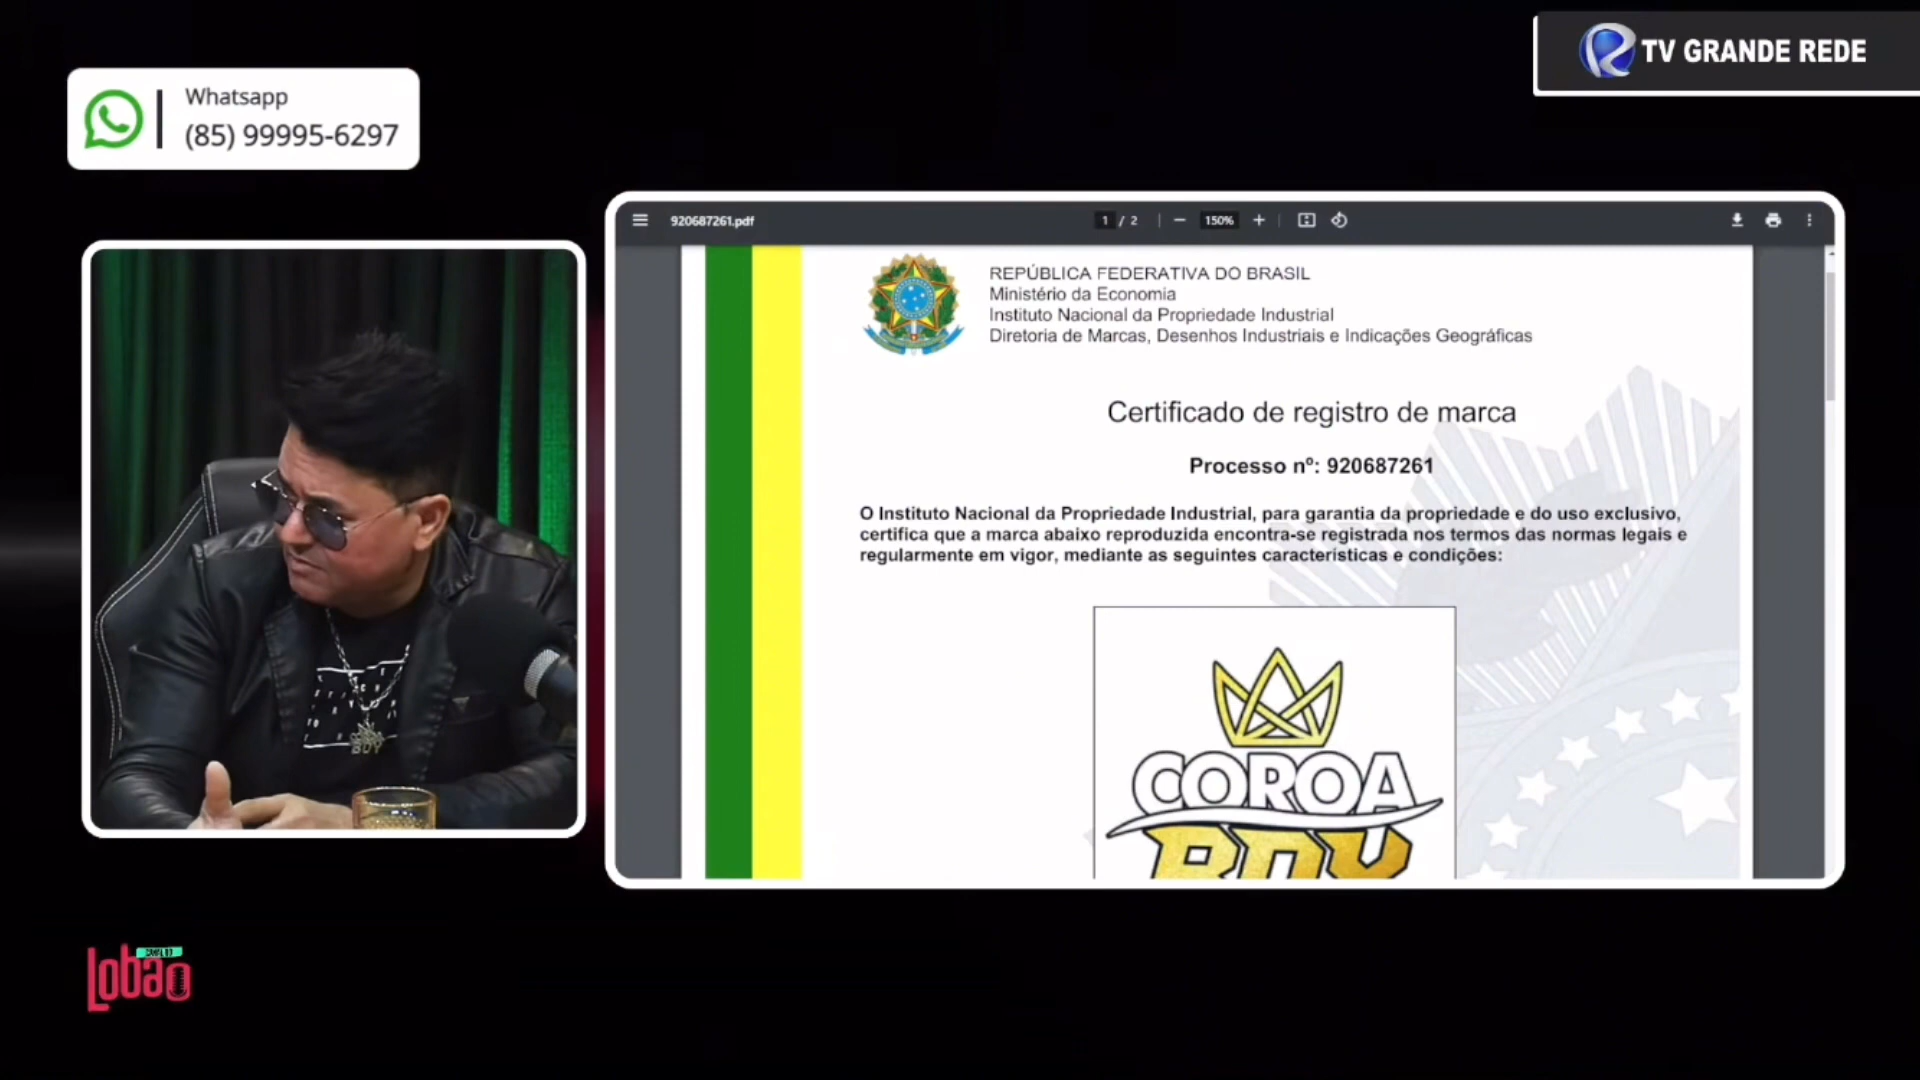 TV GRANDE REDE
Whatsapp
(85) 99995-6297
920687261.pdf
1 / 2
150%
REPÚBLICA FEDERATIVA DO BRASIL
Ministério da Economia
Instituto Nacional da Propriedade Industrial
Diretoria de Marcas, Desenhos Industriais e Indicações Geográficas
Certificado de registro de marca
Processo nº: 920687261
O Instituto Nacional da Propriedade Industrial, para garantia da propriedade e do uso exclusivo,
certifica que a marca abaixo reproduzida encontra-se registrada nos termos das normas legais e
regularmente em vigor, mediante as seguintes características e condições:
COROA
BOY
COROA
BOY
Lobão